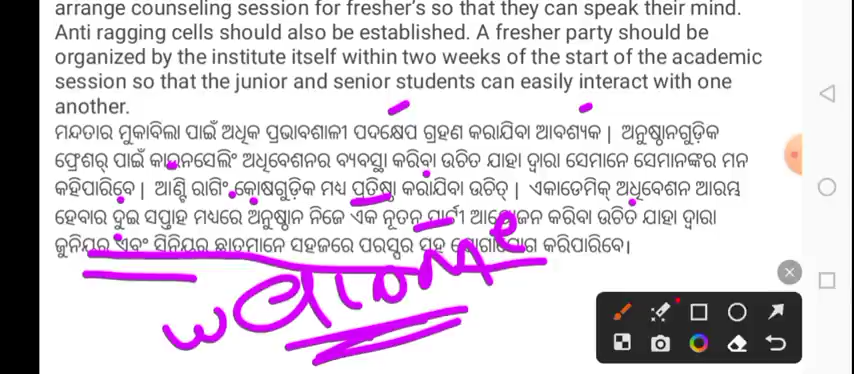 arrange counseling session for fresher's so that they can speak their mind.
Anti ragging cells should also be established. A fresher party should be
organized by the institute itself within two weeks of the start of the academic
session so that the junior and senior students can easily interact with one
another.
ମନ୍ଦତାର ମୁକାବିଲା ପାଇଁ ଅଧିକ ପ୍ରଭାବଶାଳୀ ପଦକ୍ଷେପ ଗ୍ରହଣ କରାଯିବା ଆବଶ୍ୟକ | ଅନୁଷ୍ଠାନଗୁଡ଼ିକ
ଫ୍ରେଶର୍ ପାଇଁ କାଉନସେଲିଂ ଅଧିବେଶନର ବ୍ୟବସ୍ଥା କରିବା ଉଚିତ ଯାହା ଦ୍ୱାରା ସେମାନେ ସେମାନଙ୍କର ମନ
କହିପାରିବେ | ଆଣ୍ଟି ରାଗିଂ କୋଷଗୁଡ଼ିକ ମଧ୍ୟ ପ୍ରତିଷ୍ଠା କରାଯିବା ଉଚିତ୍ | ଏକାଡେମିକ୍ ଅଧିବେଶନ ଆରମ୍ଭ
ହେବାର ଦୁଇ ସପ୍ତାହ ମଧ୍ୟରେ ଅନୁଷ୍ଠାନ ନିଜେ ଏକ ନୂତନ ପାର୍ଟୀ ଆୟୋଜନ କରିବା ଉଚିତ ଯାହା ଦ୍ୱାରା
ଜୁନିୟର ଏବଂ ସିନିୟର ଛାତ୍ରମାନେ ସହଜରେ ପରସ୍ପର ସହ ଯୋଗାଯୋଗ କରିପାରିବେ |
welcome